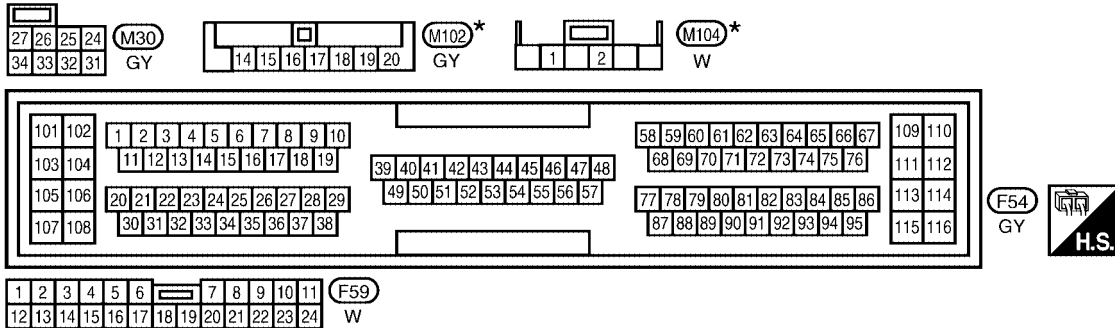 27 26 25 24 M30
34 33 32 31 GY
M102*
14 15 16 17 18 19 20 GY
M104*
1 2 W
101 102
103 104
105 106
107 108
1 2 3 4 5 6 7 8 9 10
11 12 13 14 15 16 17 18 19
20 21 22 23 24 25 26 27 28 29
30 31 32 33 34 35 36 37 38
39 40 41 42 43 44 45 46 47 48
49 50 51 52 53 54 55 56 57
58 59 60 61 62 63 64 65 66 67
68 69 70 71 72 73 74 75 76
77 78 79 80 81 82 83 84 85 86
87 88 89 90 91 92 93 94 95
109 110
111 112
113 114
115 116
F54
GY
H.S.
1 2 3 4 5 6 7 8 9 10 11 F59
12 13 14 15 16 17 18 19 20 21 22 23 24 W